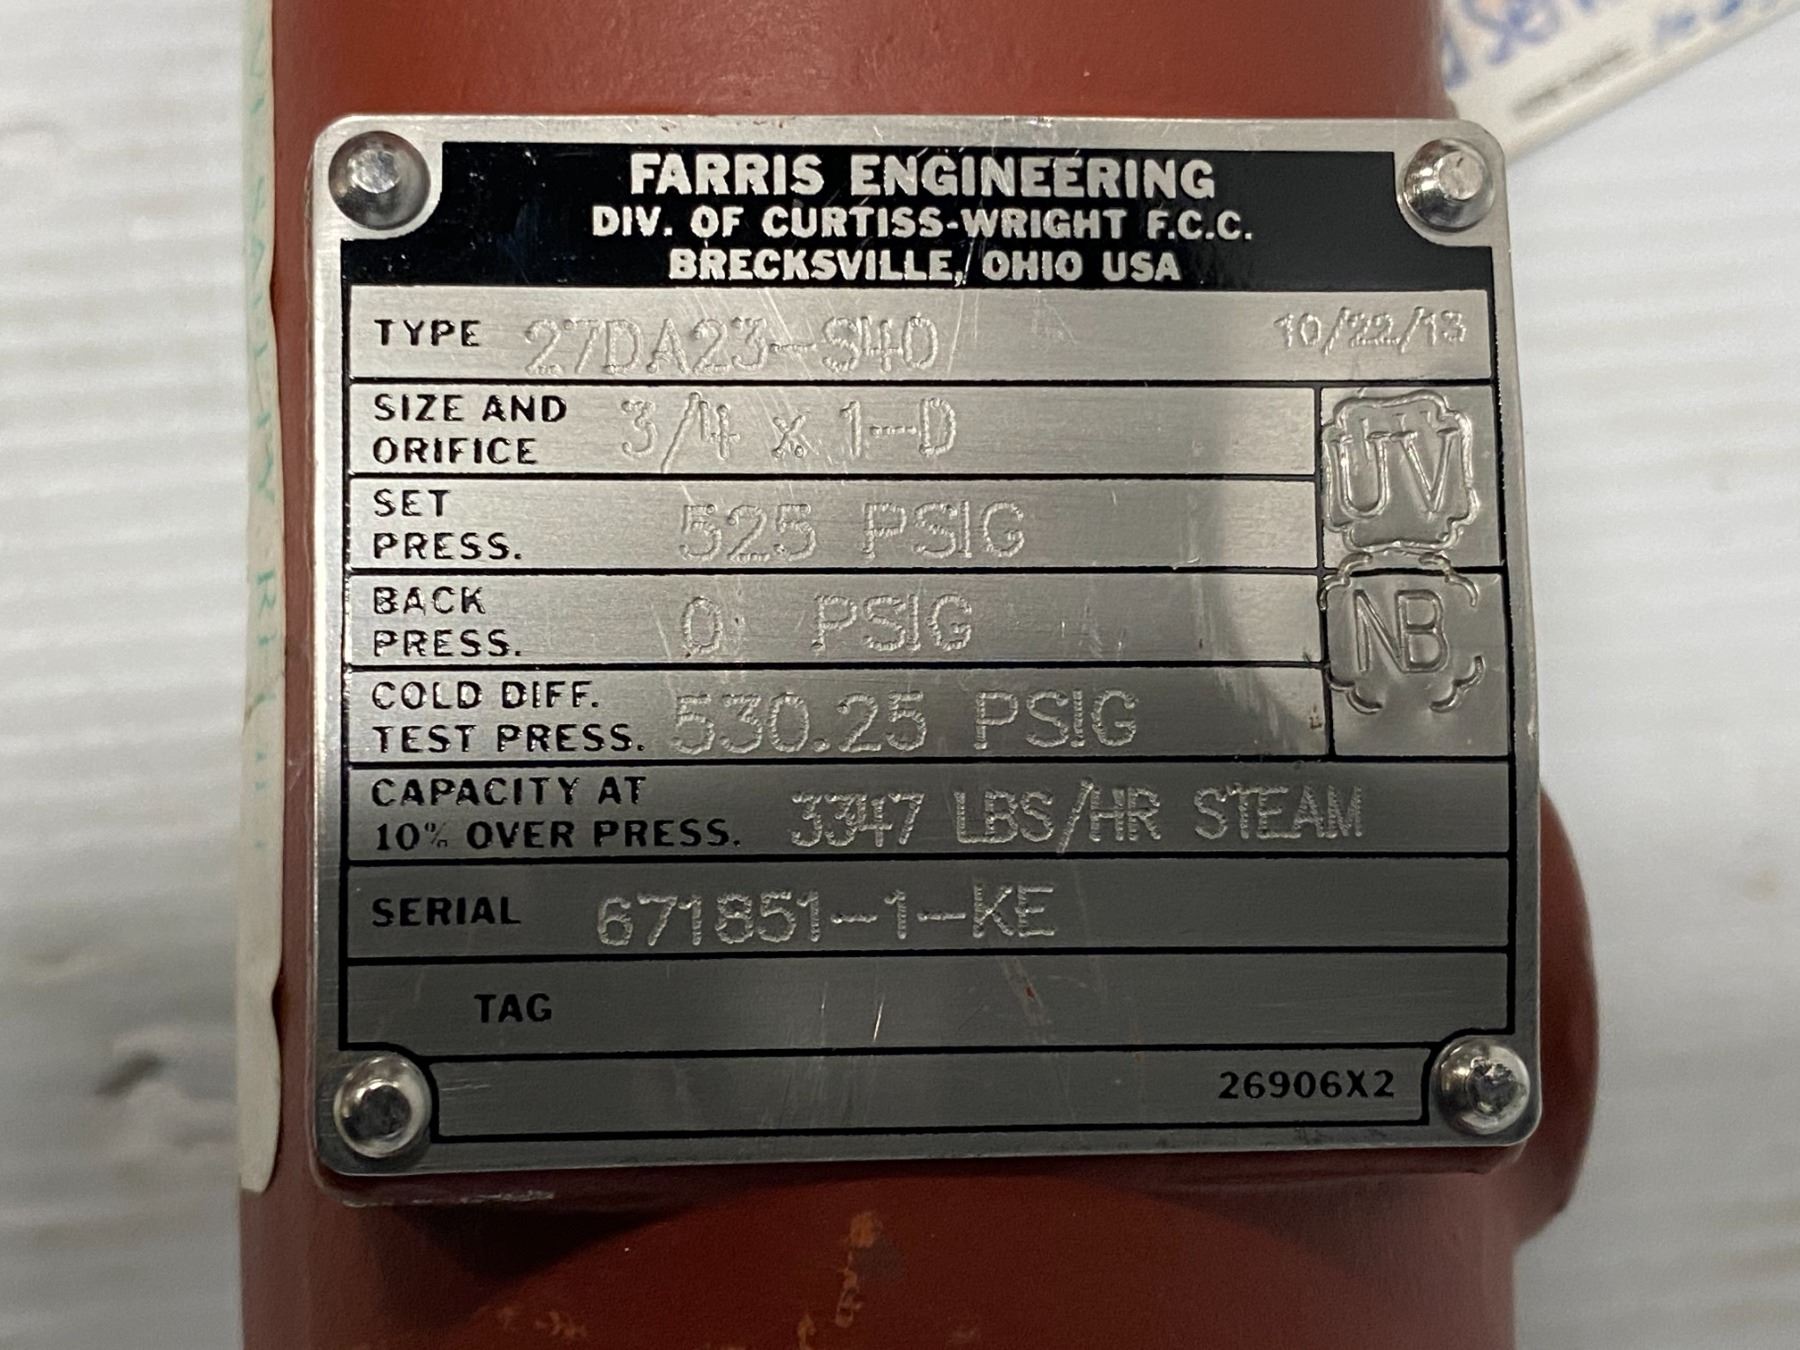 FARRIS ENGINEERING
DIV. OF CURTISS-WRIGHT F.C.C.
BRECKSVILLE, OHIO USA
TYPE 27DA23-S40 10/22/13
SIZE AND ORIFICE 3/4 x 1-D
UV
SET PRESS. 525 PSIG
BACK PRESS. 0 PSIG
NB
COLD DIFF. TEST PRESS. 530.25 PSIG
CAPACITY AT 10% OVER PRESS. 3347 LBS/HR STEAM
SERIAL 671851-1-KE
TAG
26906X2